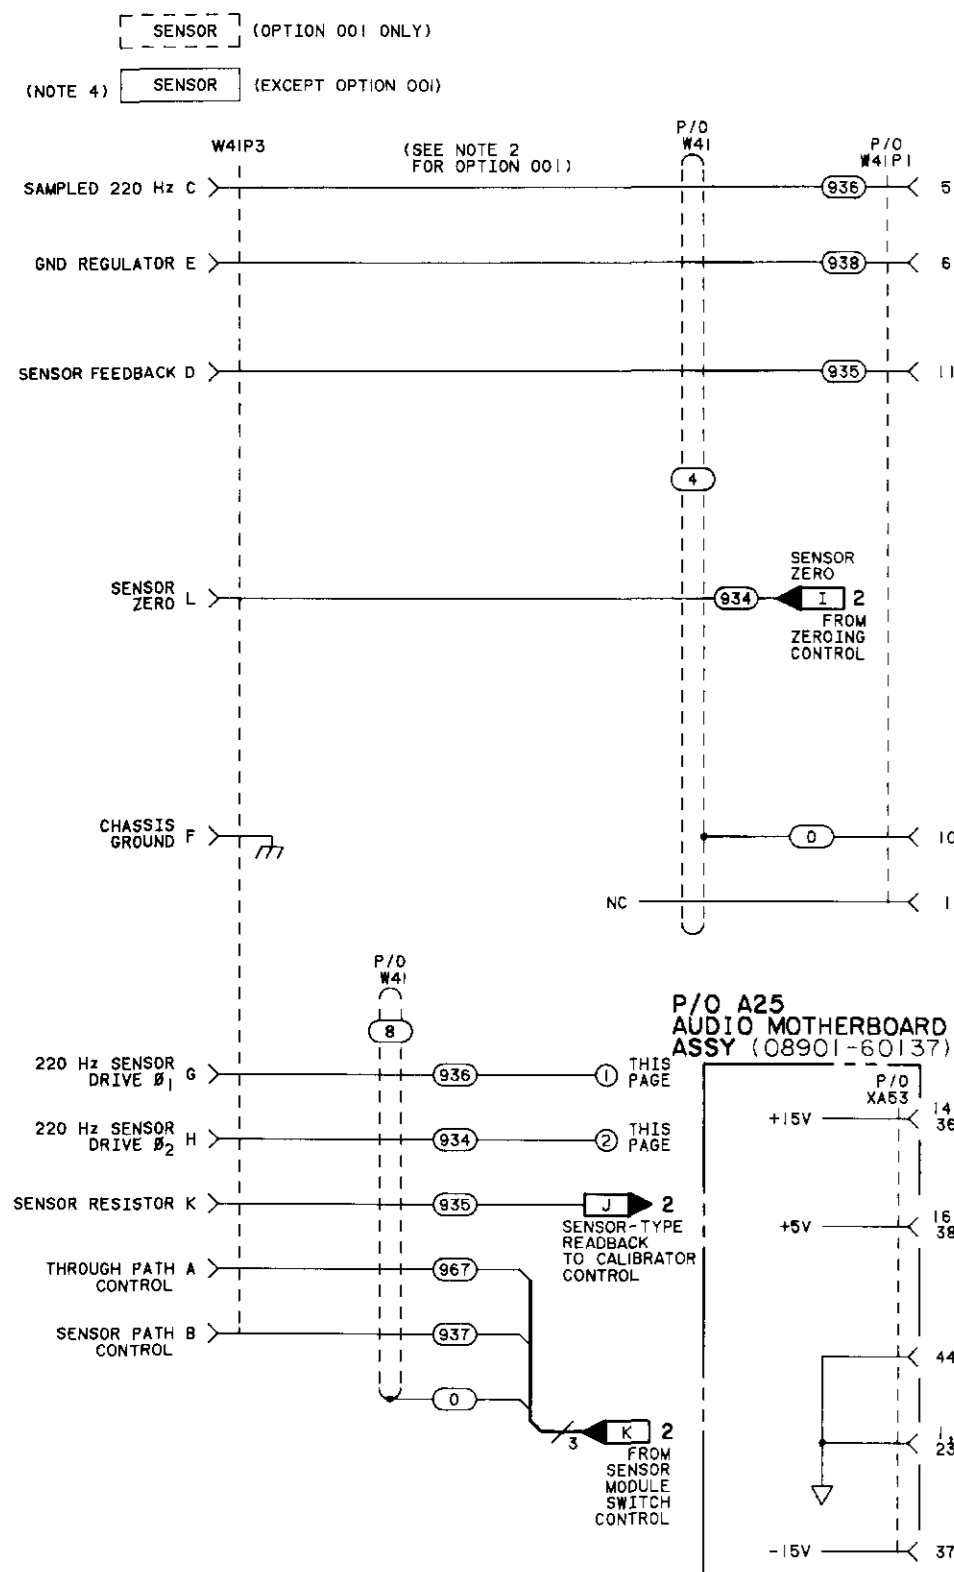 SENSOR (OPTION 001 ONLY)
(NOTE 4) SENSOR (EXCEPT OPTION 001)
W41P3
(SEE NOTE 2
FOR OPTION 001)
P/O
W41
P/O
W41P1
SAMPLED 220 Hz C
936
5
GND REGULATOR E
938
6
SENSOR FEEDBACK D
935
11
4
SENSOR
ZERO L
934
SENSOR
ZERO
I 2
FROM
ZEROING
CONTROL
CHASSIS
GROUND F
0
10
NC
1
P/O
W41
8
P/O A25
AUDIO MOTHERBOARD
ASSY (08901-60137)
220 Hz SENSOR
DRIVE Ø1 G
936
1 THIS
PAGE
P/O
XA53
+15V
14
36
220 Hz SENSOR
DRIVE Ø2 H
934
2 THIS
PAGE
SENSOR RESISTOR K
935
J 2
SENSOR-TYPE
READBACK
TO CALIBRATOR
CONTROL
+5V
16
38
THROUGH PATH A
CONTROL
967
SENSOR PATH B
CONTROL
937
44
0
3
K 2
FROM
SENSOR
MODULE
SWITCH
CONTROL
1,
23
-15V
37